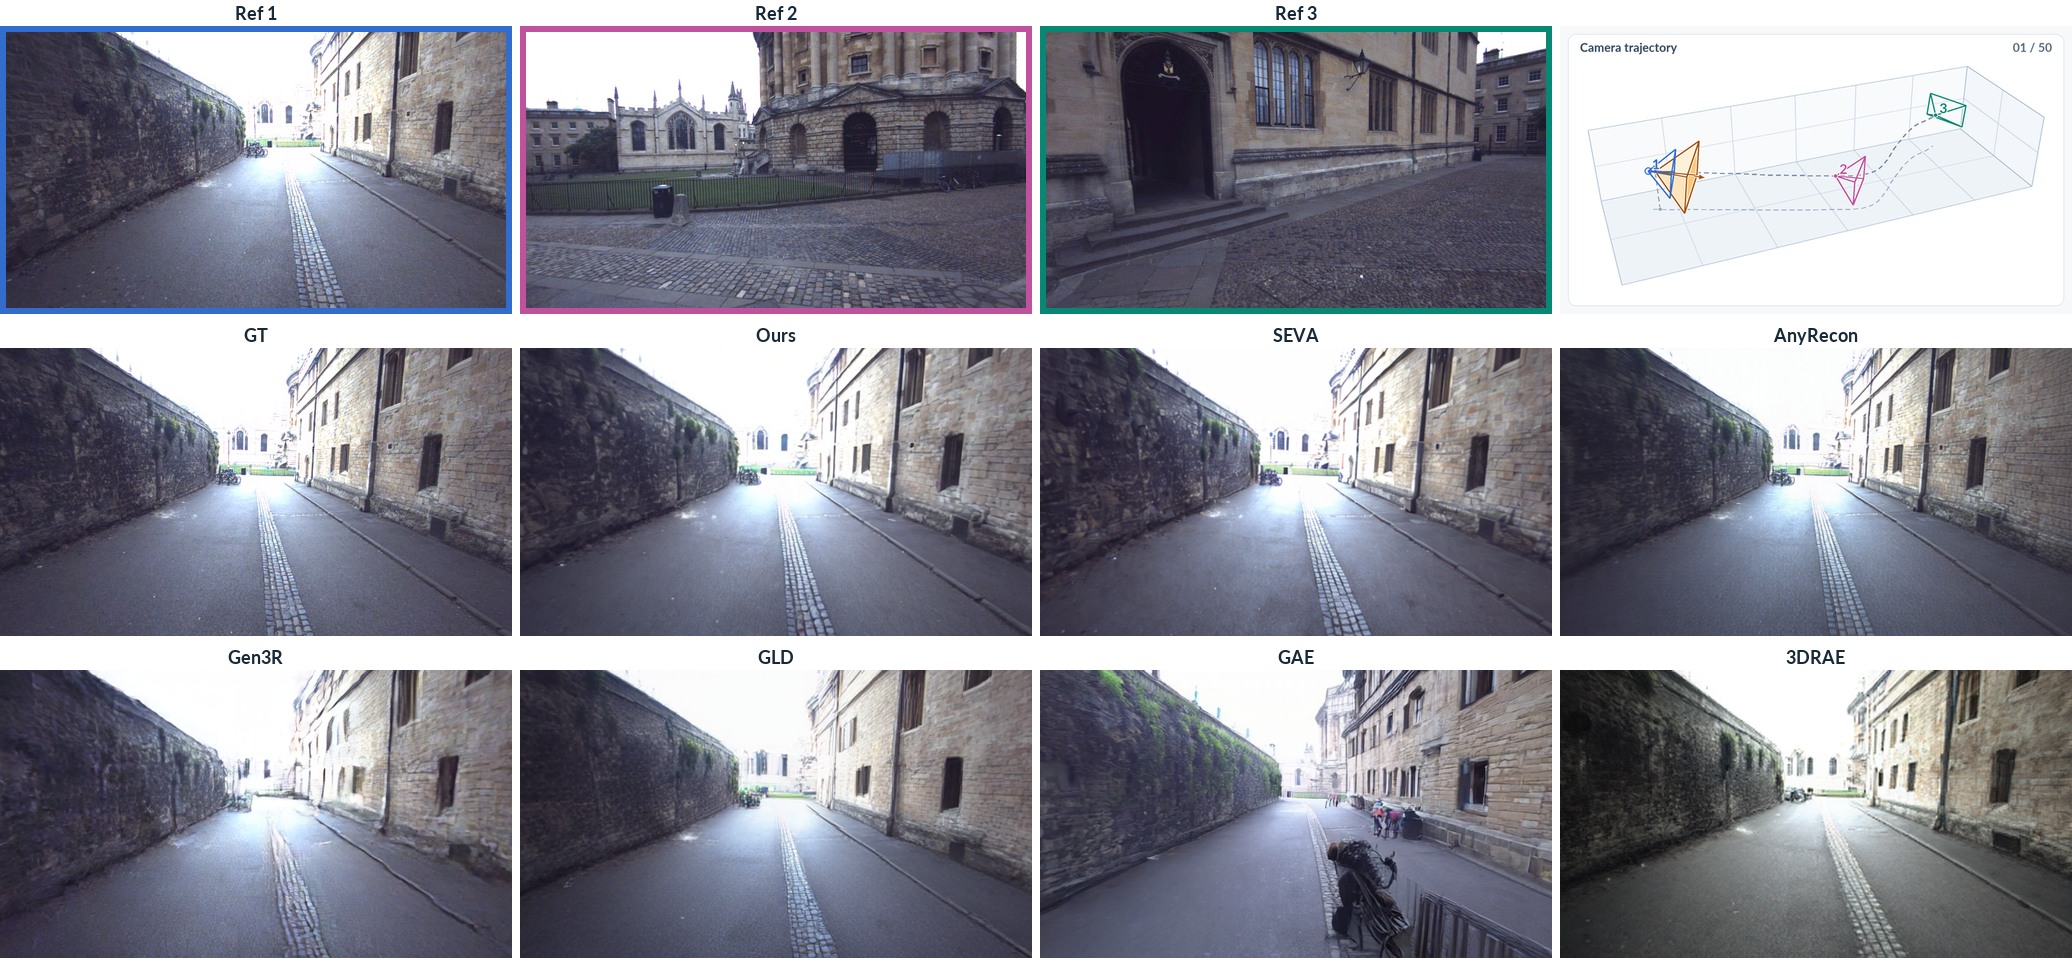 Ref 1
Ref 2
Ref 3
Camera trajectory
01 / 50
1
2
3
GT
Ours
SEVA
AnyRecon
Gen3R
GLD
GAE
3DRAE